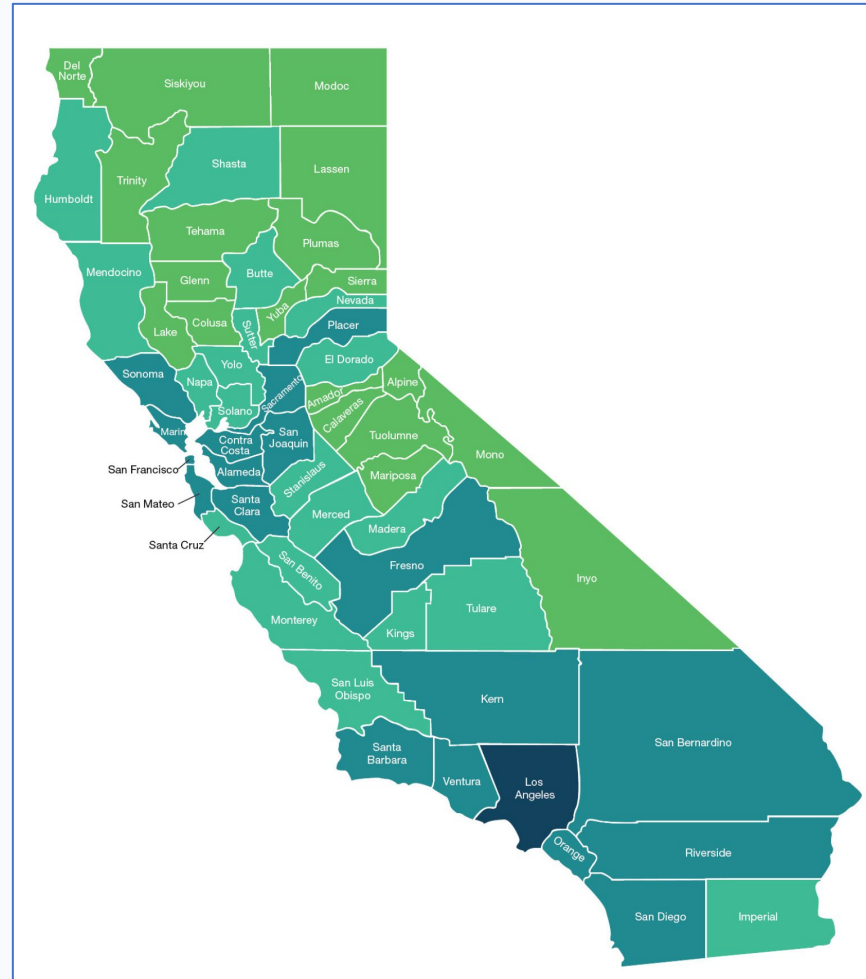 Del
Norte
Siskiyou
Modoc
Trinity
Shasta
Lassen
Humboldt
Tehama
Plumas
Mendocino
Glenn
Butte
Sierra
Nevada
Yuba
Lake
Colusa
Sutter
Placer
El Dorado
Yolo
Sonoma
Napa
Sacramento
Amador
Alpine
Solano
Calaveras
Marin
Contra
Costa
San
Joaquin
Tuolumne
Mono
San Francisco
Alameda
Stanislaus
Mariposa
San Mateo
Santa
Clara
Merced
Madera
Santa Cruz
San Benito
Fresno
Inyo
Monterey
Kings
Tulare
San Luis
Obispo
Kern
San Bernardino
Santa
Barbara
Ventura
Los
Angeles
Orange
Riverside
San Diego
Imperial